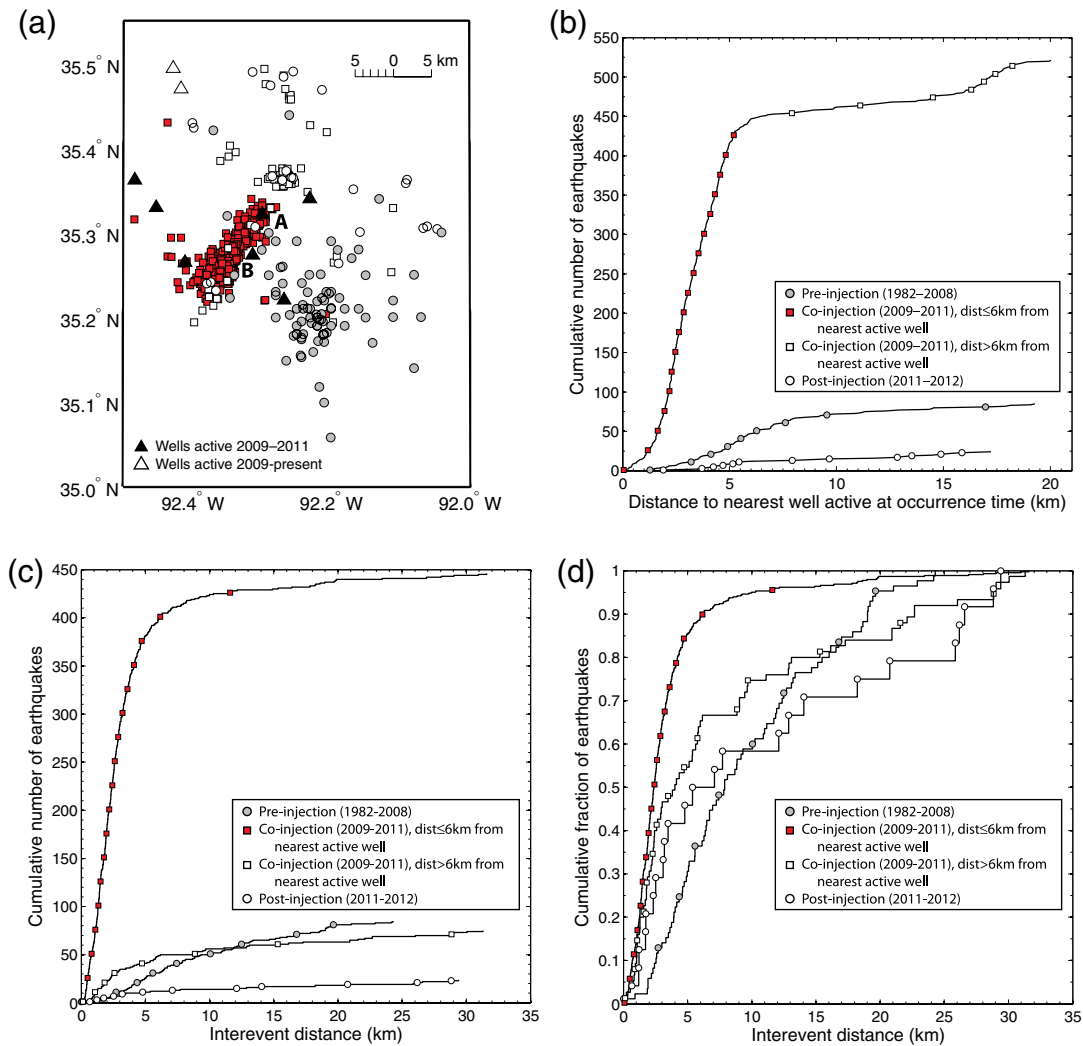 (a)
5 0 5 km
35.5° N
35.4° N
35.3° N
35.2° N
35.1° N
35.0° N
A
B
Wells active 2009–2011
Wells active 2009-present
92.4° W
92.2° W
92.0° W
(b)
Cumulative number of earthquakes
550
500
450
400
350
300
250
200
150
100
50
0
Pre-injection (1982–2008)
Co-injection (2009–2011), dist≤6km from
nearest active well
Co-injection (2009–2011), dist>6km from
nearest active well
Post-injection (2011–2012)
0 5 10 15 20
Distance to nearest well active at occurrence time (km)
(c)
Cumulative number of earthquakes
450
400
350
300
250
200
150
100
50
0
Pre-injection (1982-2008)
Co-injection (2009-2011), dist≤6km from
nearest active well
Co-injection (2009-2011), dist>6km from
nearest active well
Post-injection (2011-2012)
0 5 10 15 20 25 30 35
Interevent distance (km)
(d)
Cumulative fraction of earthquakes
1
0.9
0.8
0.7
0.6
0.5
0.4
0.3
0.2
0.1
0
Pre-injection (1982-2008)
Co-injection (2009-2011), dist≤6km from
nearest active well
Co-injection (2009-2011), dist>6km from
nearest active well
Post-injection (2011-2012)
0 5 10 15 20 25 30 35
Interevent distance (km)